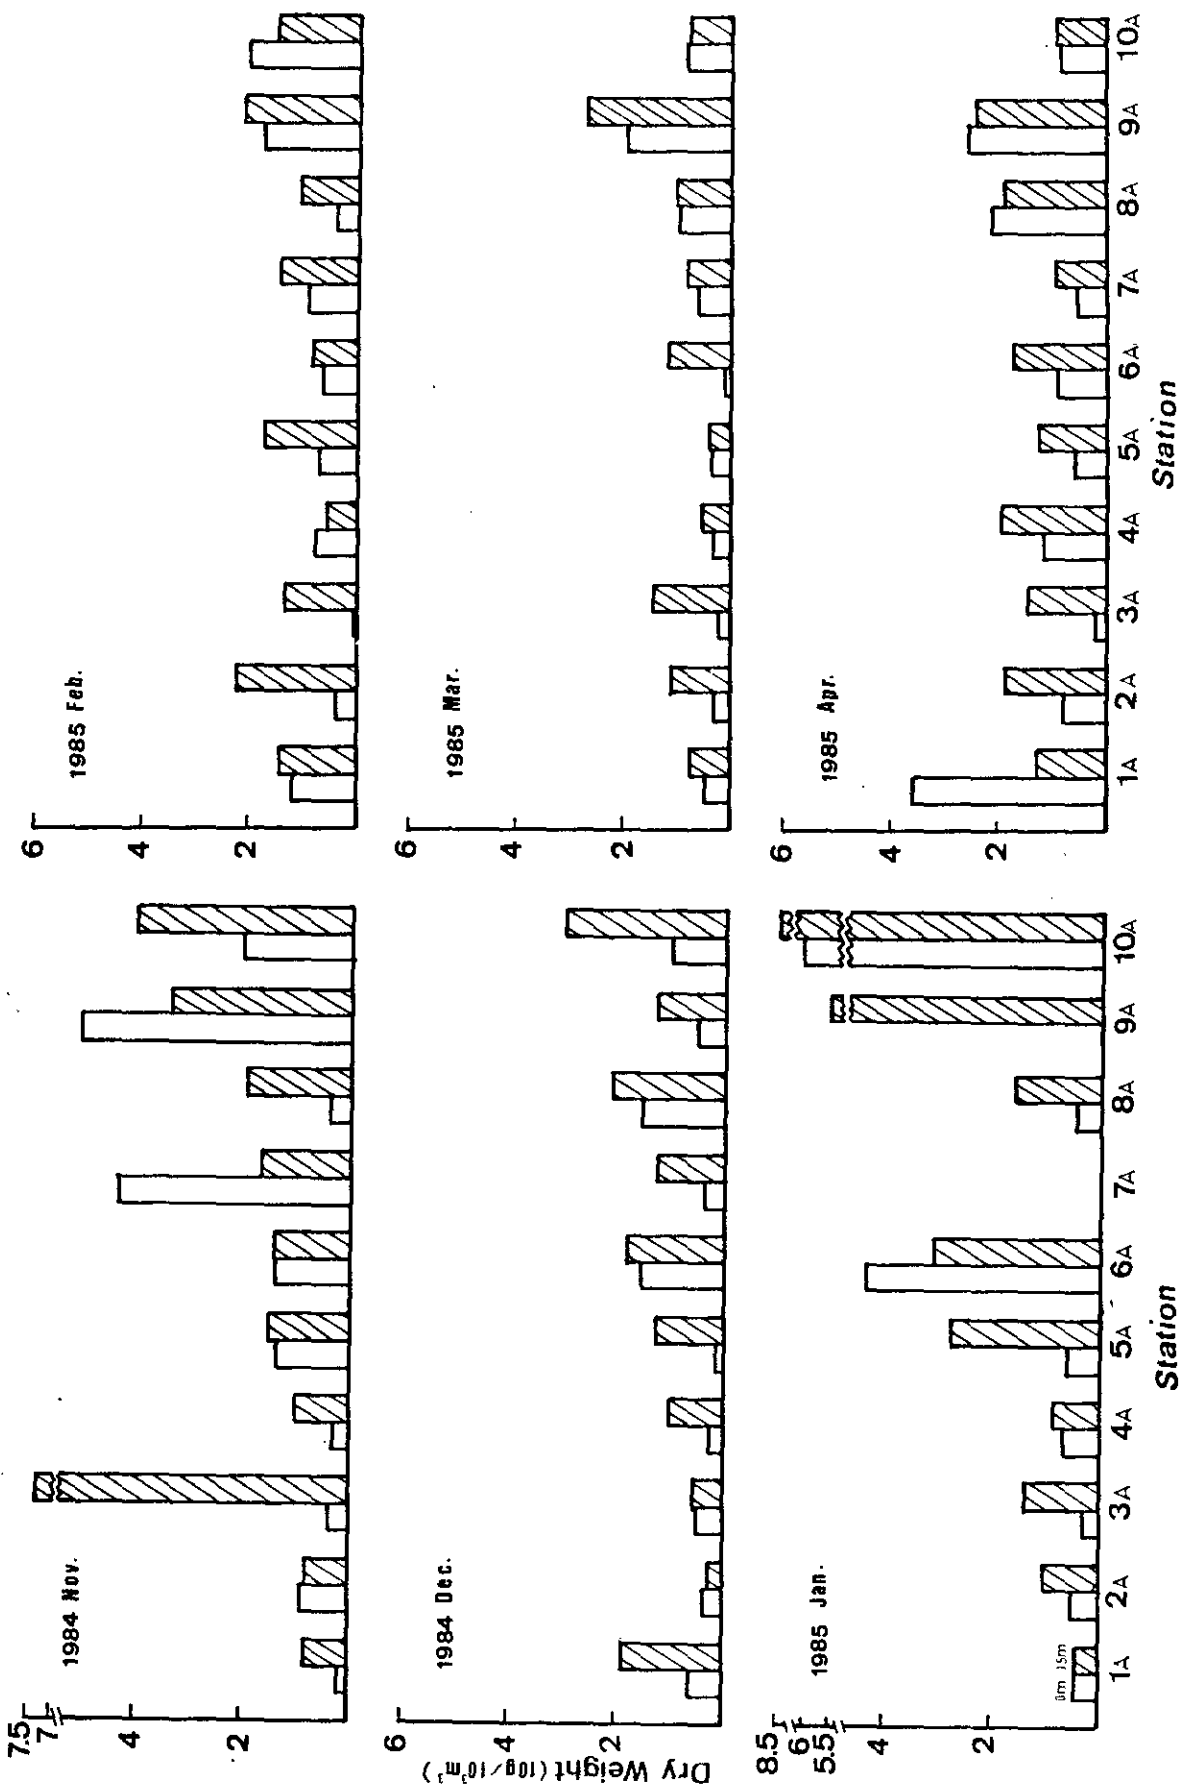 1984 Nov.
7.5
7
4
2
1984 Dec.
6
4
2
Dry Weight (10g/10³m³)
1985 Jan.
8.5
6
5.5
4
2
0m 15m
1A 2A 3A 4A 5A 6A 7A 8A 9A 10A
Station
1985 Feb.
6
4
2
1985 Mar.
6
4
2
1985 Apr.
6
4
2
1A 2A 3A 4A 5A 6A 7A 8A 9A 10A
Station